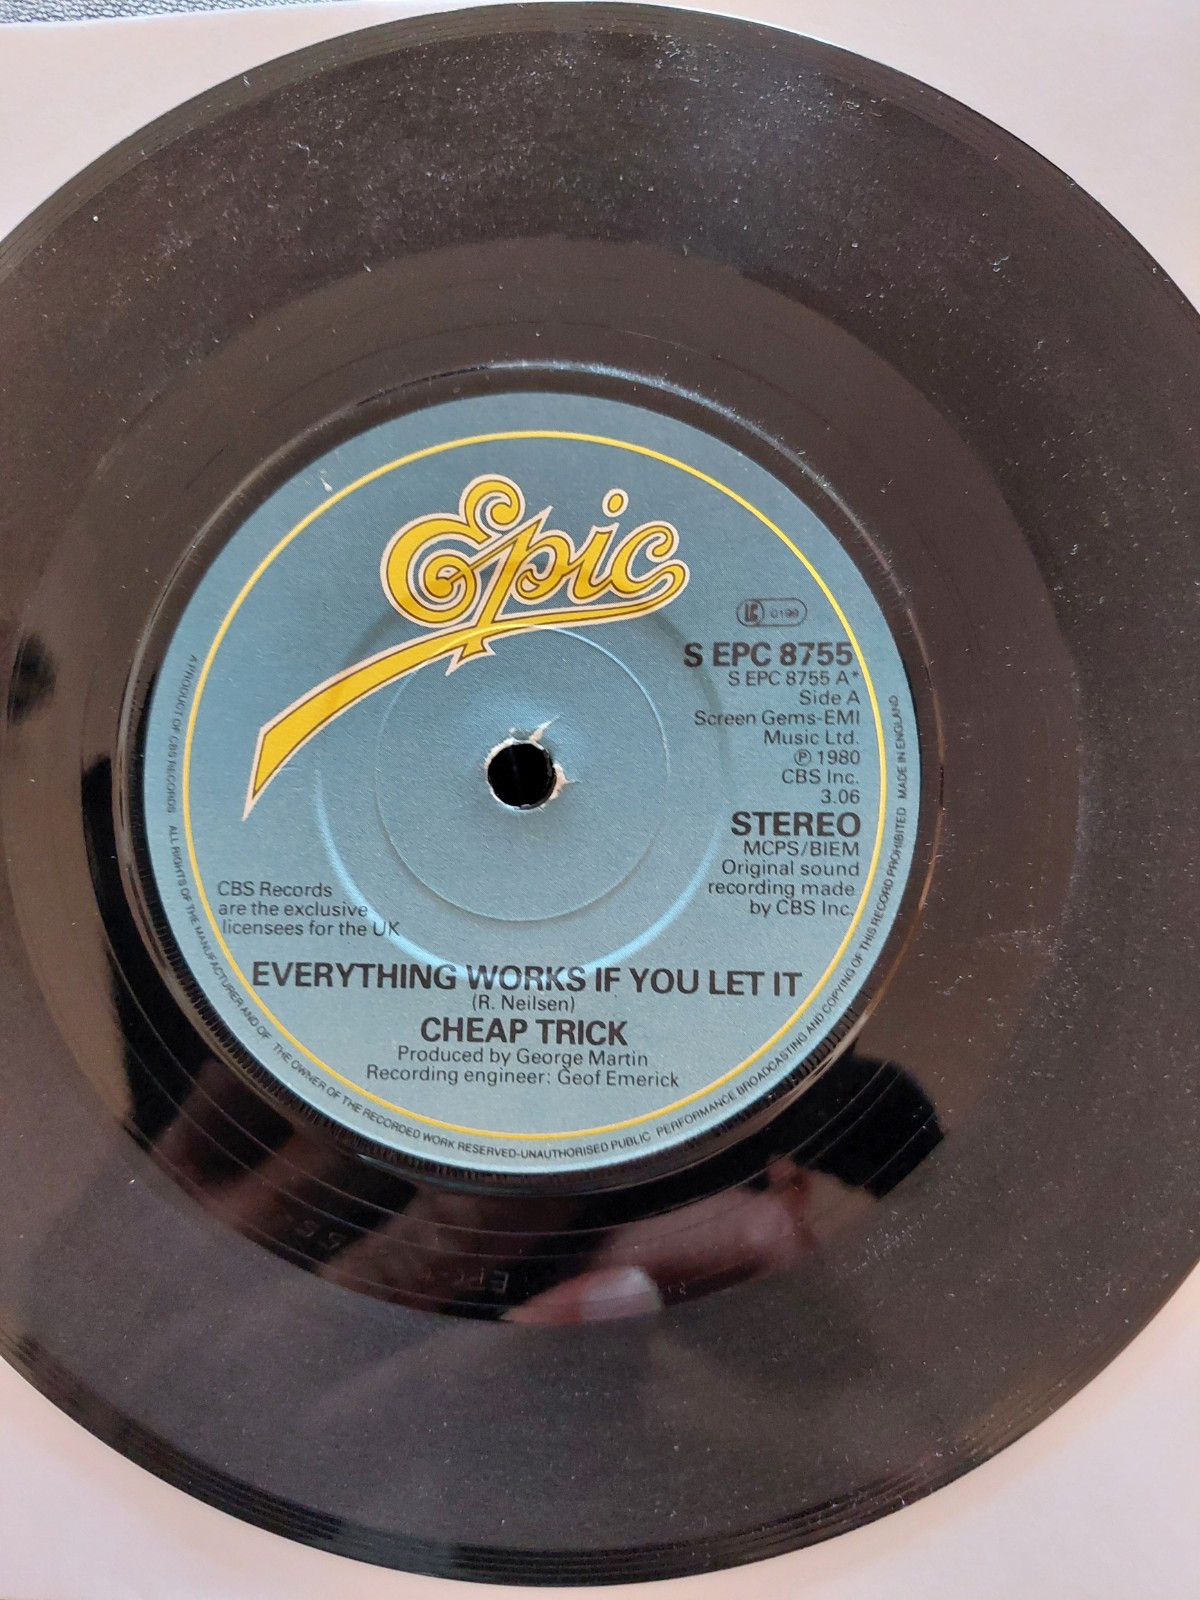 Epic
LC 0199
S EPC 8755
S EPC 8755 A*
Side A
Screen Gems-EMI
Music Ltd.
℗ 1980
CBS Inc.
3.06
STEREO
MCPS/BIEM
Original sound
recording made
by CBS Inc.
CBS Records
are the exclusive
licensees for the UK
EVERYTHING WORKS IF YOU LET IT
(R. Neilsen)
CHEAP TRICK
Produced by George Martin
Recording engineer: Geof Emerick
A PRODUCT OF CBS RECORDS ALL RIGHTS OF THE MANUFACTURER AND OF THE OWNER OF THE RECORDED WORK RESERVED-UNAUTHORISED PUBLIC PERFORMANCE BROADCASTING AND COPYING OF THIS RECORD PROHIBITED MADE IN ENGLAND